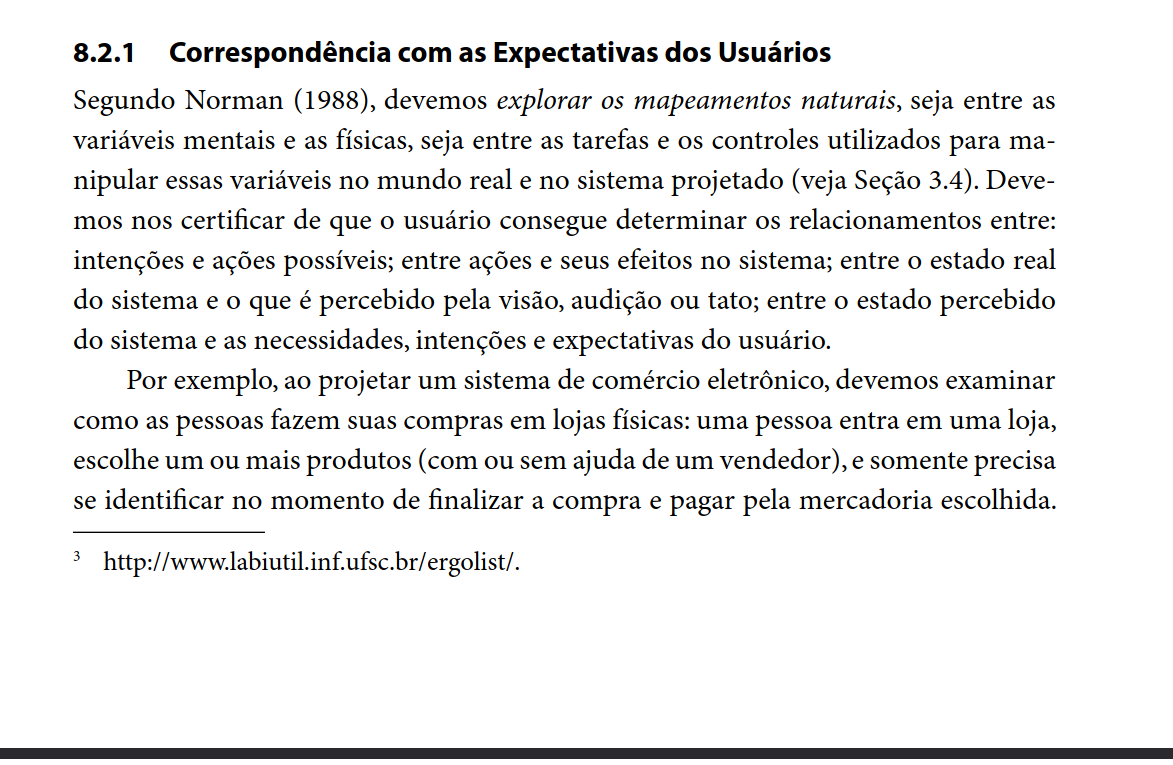 8.2.1 Correspondência com as Expectativas dos Usuários
Segundo Norman (1988), devemos explorar os mapeamentos naturais, seja entre as
variáveis mentais e as físicas, seja entre as tarefas e os controles utilizados para ma-
nipular essas variáveis no mundo real e no sistema projetado (veja Seção 3.4). Deve-
mos nos certificar de que o usuário consegue determinar os relacionamentos entre:
intenções e ações possíveis; entre ações e seus efeitos no sistema; entre o estado real
do sistema e o que é percebido pela visão, audição ou tato; entre o estado percebido
do sistema e as necessidades, intenções e expectativas do usuário.
Por exemplo, ao projetar um sistema de comércio eletrônico, devemos examinar
como as pessoas fazem suas compras em lojas físicas: uma pessoa entra em uma loja,
escolhe um ou mais produtos (com ou sem ajuda de um vendedor), e somente precisa
se identificar no momento de finalizar a compra e pagar pela mercadoria escolhida.
3 http://www.labiutil.inf.ufsc.br/ergolist/.